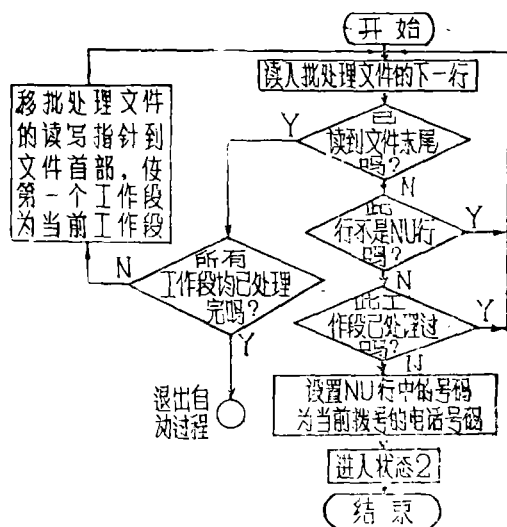 开始
读入批处理文件的下一行
移批处理文件
的读写指针到
文件首部，使
第一个工作段
为当前工作段
已
读到文件末尾
吗?
Y
N
此
行不是NU行
吗?
Y
N
所有
工作段均已处理
完吗?
N
Y
此工
作段已处理过
吗?
Y
N
退出自
动过程
设置NU行中的号码
为当前拨号的电话号码
进入状态2
结束